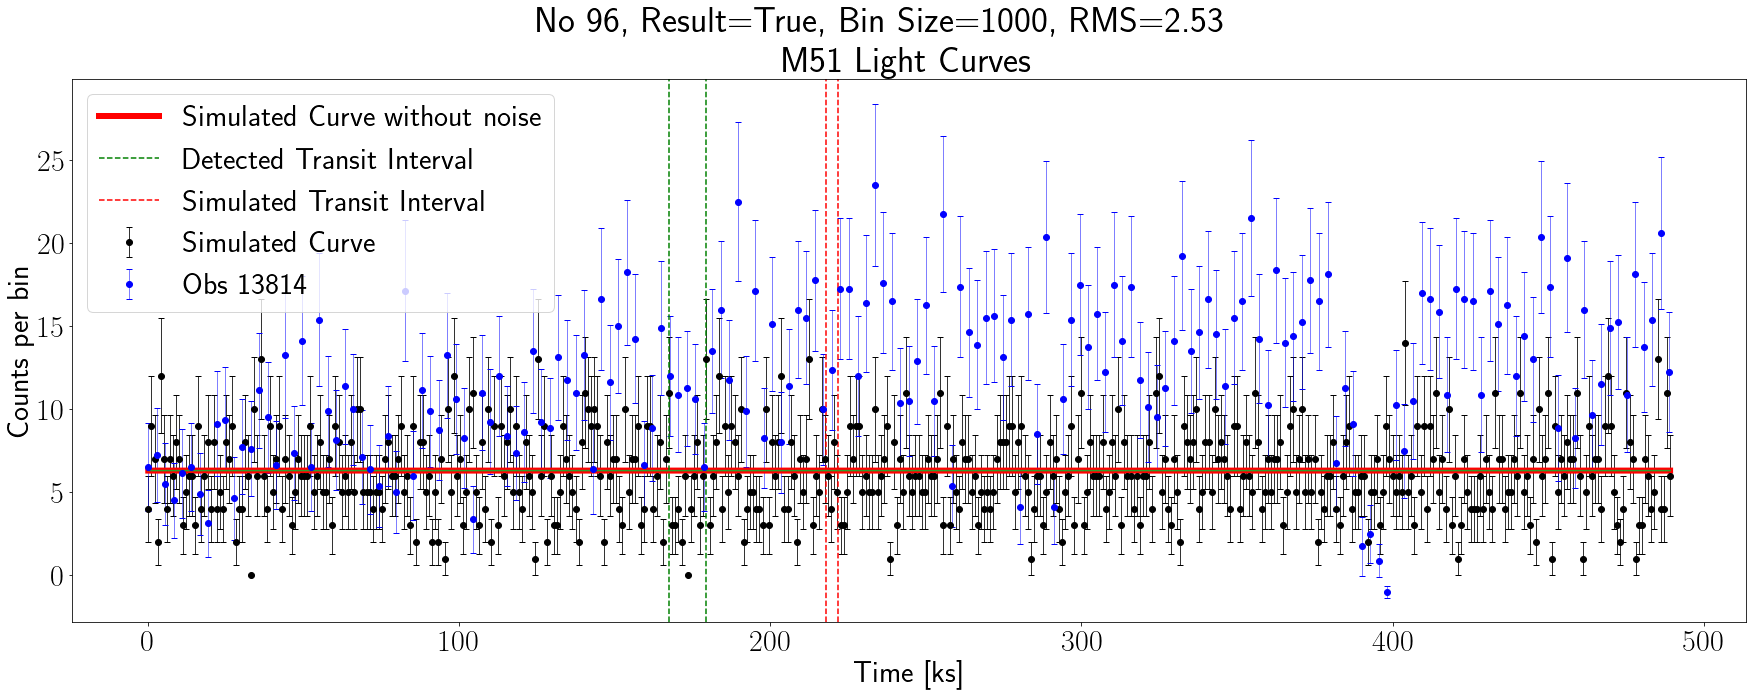 No 96, Result=True, Bin Size=1000, RMS=2.53
M51 Light Curves
Simulated Curve without noise
Detected Transit Interval
Simulated Transit Interval
Simulated Curve
Obs 13814
Counts per bin
25
20
15
10
5
0
0 100 200 300 400 500
Time [ks]